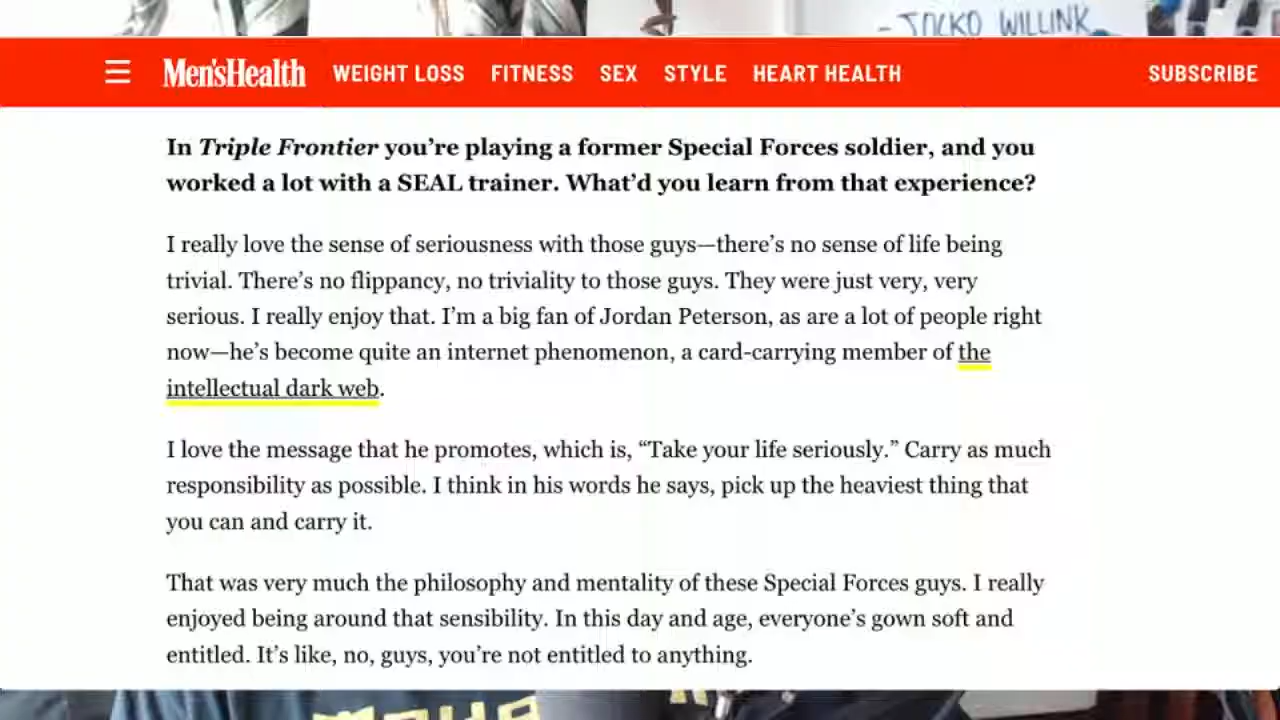 - JOCKO WILLINK
Men'sHealth WEIGHT LOSS FITNESS SEX STYLE HEART HEALTH SUBSCRIBE
In Triple Frontier you’re playing a former Special Forces soldier, and you
worked a lot with a SEAL trainer. What’d you learn from that experience?
I really love the sense of seriousness with those guys—there’s no sense of life being
trivial. There’s no flippancy, no triviality to those guys. They were just very, very
serious. I really enjoy that. I’m a big fan of Jordan Peterson, as are a lot of people right
now—he’s become quite an internet phenomenon, a card-carrying member of the
intellectual dark web.
I love the message that he promotes, which is, “Take your life seriously.” Carry as much
responsibility as possible. I think in his words he says, pick up the heaviest thing that
you can and carry it.
That was very much the philosophy and mentality of these Special Forces guys. I really
enjoyed being around that sensibility. In this day and age, everyone’s gown soft and
entitled. It’s like, no, guys, you’re not entitled to anything.